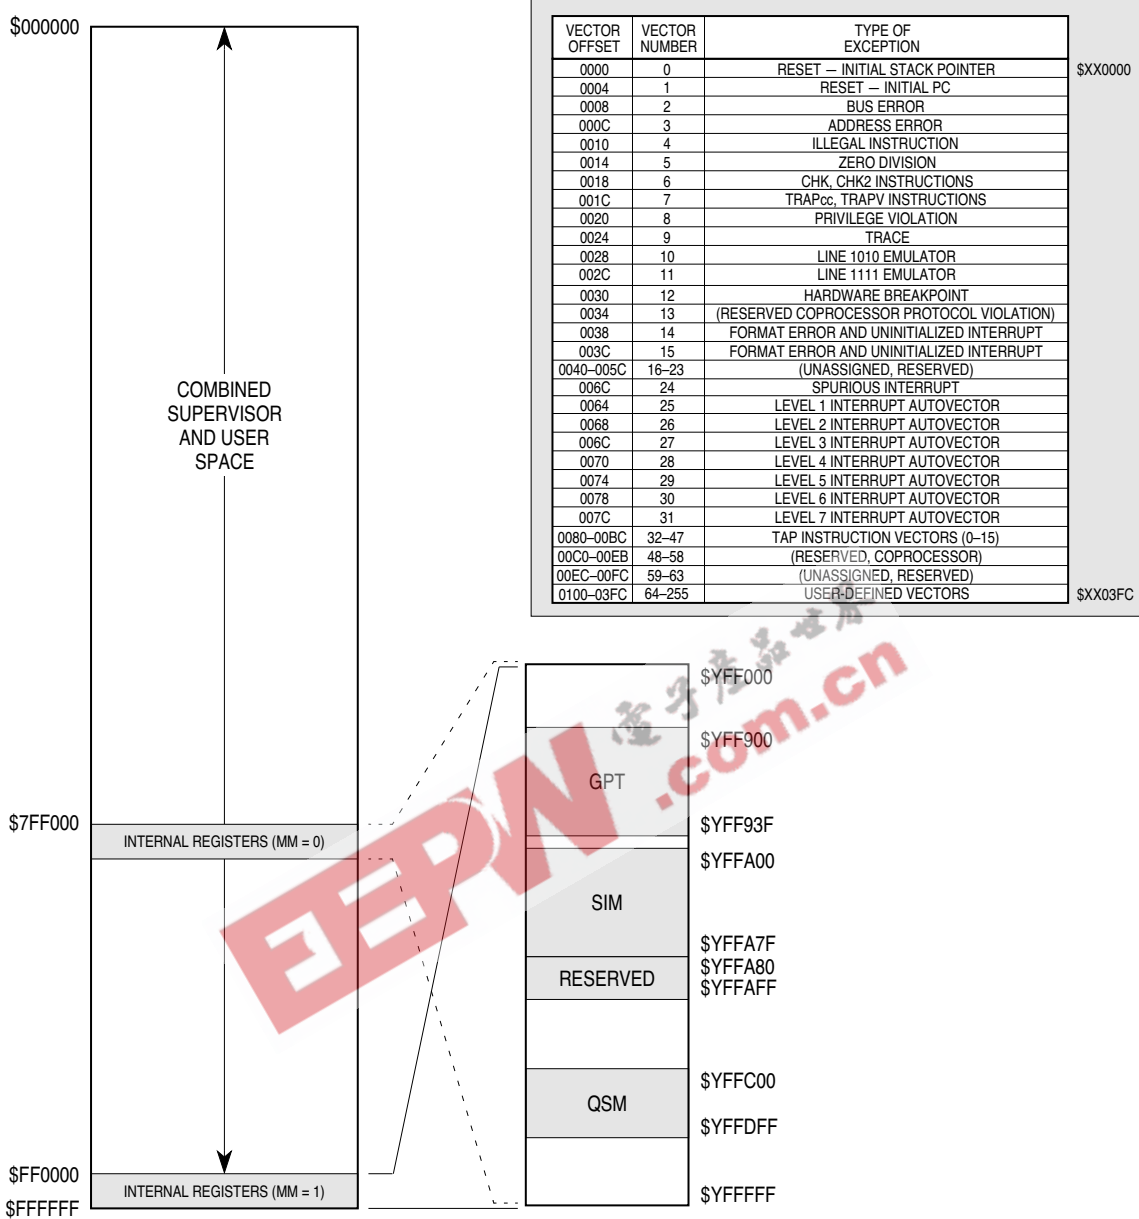 $000000
COMBINED
SUPERVISOR
AND USER
SPACE
$7FF000
INTERNAL REGISTERS (MM = 0)
$FF0000
INTERNAL REGISTERS (MM = 1)
$FFFFFF
VECTOR OFFSET VECTOR NUMBER TYPE OF EXCEPTION
0000 0 RESET — INITIAL STACK POINTER $XX0000
0004 1 RESET — INITIAL PC
0008 2 BUS ERROR
000C 3 ADDRESS ERROR
0010 4 ILLEGAL INSTRUCTION
0014 5 ZERO DIVISION
0018 6 CHK, CHK2 INSTRUCTIONS
001C 7 TRAPcc, TRAPV INSTRUCTIONS
0020 8 PRIVILEGE VIOLATION
0024 9 TRACE
0028 10 LINE 1010 EMULATOR
002C 11 LINE 1111 EMULATOR
0030 12 HARDWARE BREAKPOINT
0034 13 (RESERVED COPROCESSOR PROTOCOL VIOLATION)
0038 14 FORMAT ERROR AND UNINITIALIZED INTERRUPT
003C 15 FORMAT ERROR AND UNINITIALIZED INTERRUPT
0040–005C 16–23 (UNASSIGNED, RESERVED)
006C 24 SPURIOUS INTERRUPT
0064 25 LEVEL 1 INTERRUPT AUTOVECTOR
0068 26 LEVEL 2 INTERRUPT AUTOVECTOR
006C 27 LEVEL 3 INTERRUPT AUTOVECTOR
0070 28 LEVEL 4 INTERRUPT AUTOVECTOR
0074 29 LEVEL 5 INTERRUPT AUTOVECTOR
0078 30 LEVEL 6 INTERRUPT AUTOVECTOR
007C 31 LEVEL 7 INTERRUPT AUTOVECTOR
0080–00BC 32–47 TAP INSTRUCTION VECTORS (0–15)
00C0–00EB 48–58 (RESERVED, COPROCESSOR)
00EC–00FC 59–63 (UNASSIGNED, RESERVED)
0100–03FC 64–255 USER-DEFINED VECTORS $XX03FC
$YFF000
$YFF900
GPT
$YFF93F
$YFFA00
SIM
$YFFA7F
$YFFA80
RESERVED
$YFFAFF
$YFFC00
QSM
$YFFDFF
$YFFFFF
EEPW.com.cn
電子產品世界